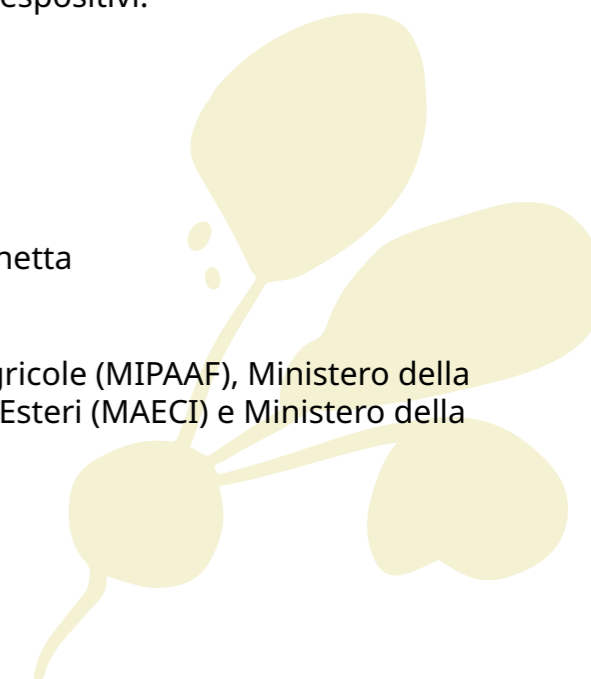 espositivi.
netta
gricole (MIPAAF), Ministero della
Esteri (MAECI) e Ministero della